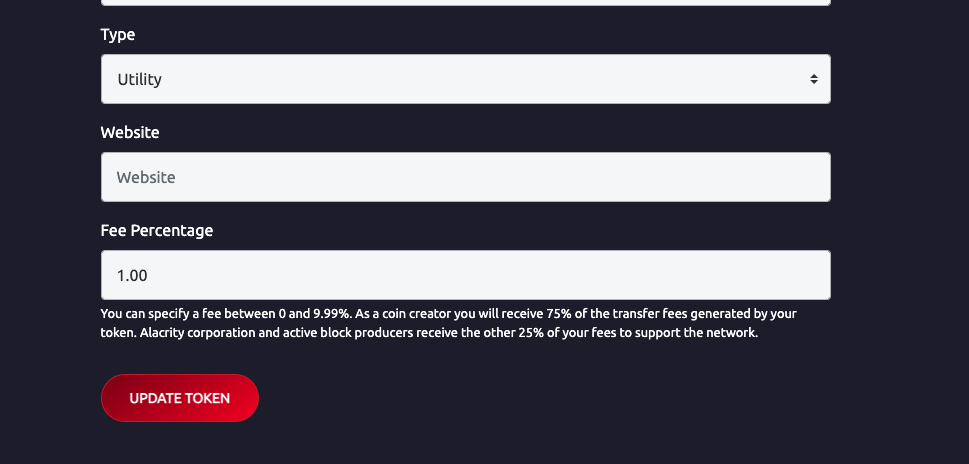 Type
Utility
Website
Website
Fee Percentage
1.00
You can specify a fee between 0 and 9.99%. As a coin creator you will receive 75% of the transfer fees generated by your
token. Alacrity corporation and active block producers receive the other 25% of your fees to support the network.
UPDATE TOKEN